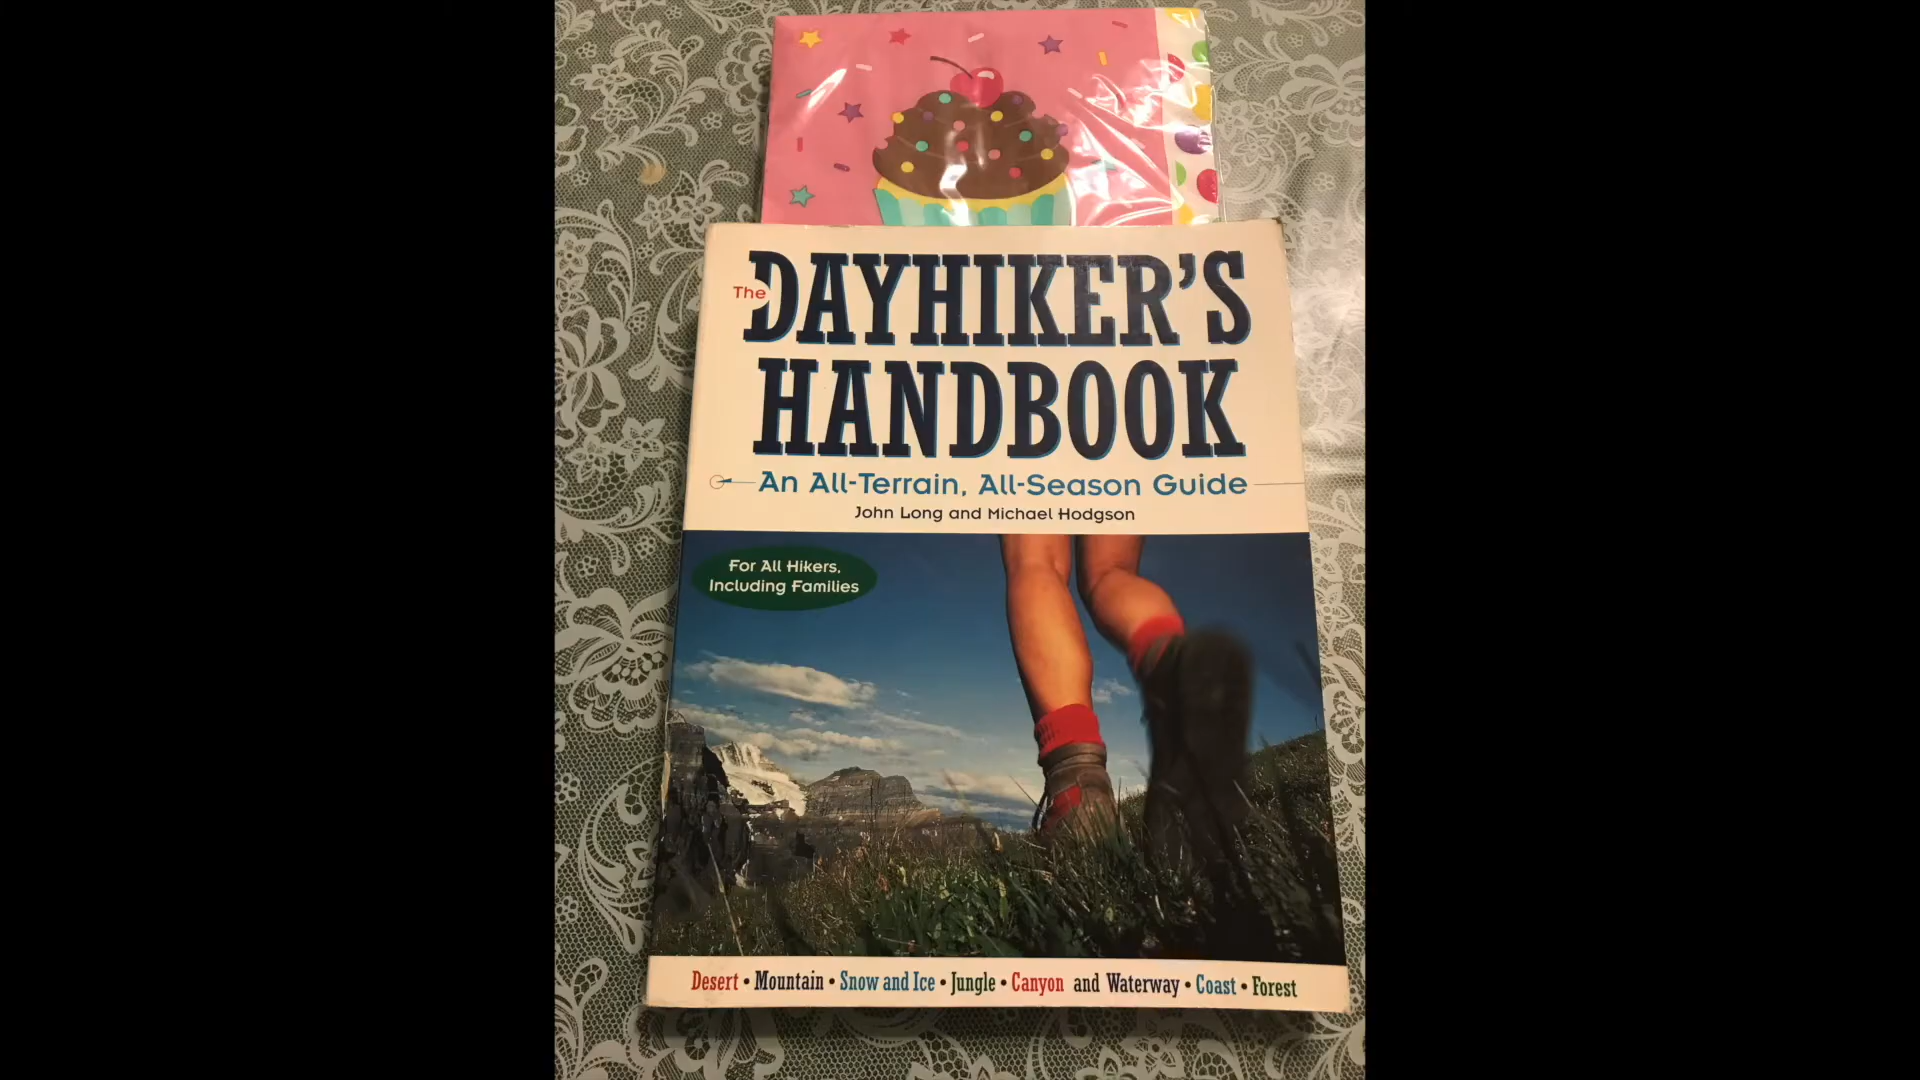 The DAYHIKER'S
HANDBOOK
An All-Terrain, All-Season Guide
John Long and Michael Hodgson
For All Hikers,
Including Families
Desert • Mountain • Snow and Ice • Jungle • Canyon and Waterway • Coast • Forest